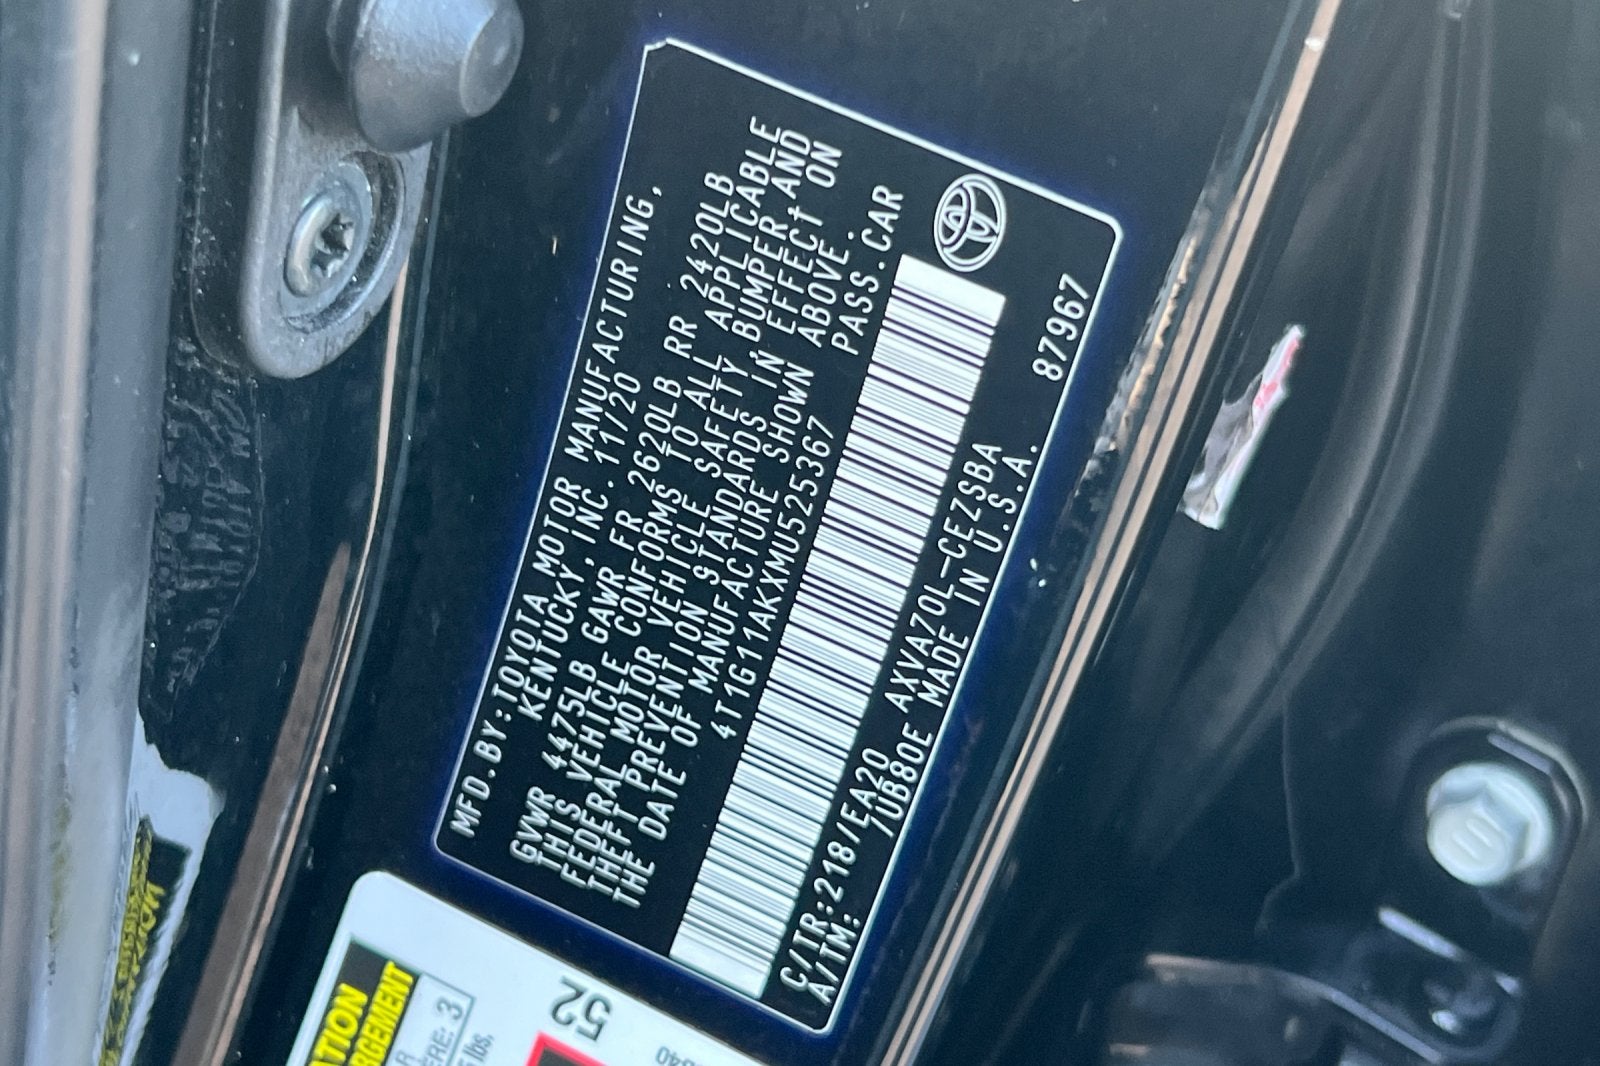 MFD.BY:TOYOTA MOTOR MANUFACTURING,
KENTUCKY,INC. 11/20
GVWR 4475LB GAWR FR 2620LB RR 2420LB
THIS VEHICLE CONFORMS TO ALL APPLICABLE
FEDERAL MOTOR VEHICLE SAFETY,BUMPER,AND
THEFT PREVENTION STANDARDS IN EFFECT ON
THE DATE OF MANUFACTURE SHOWN ABOVE.
4T1G11AKXMU525367 PASS.CAR
C/TR:218/EA20 AXVA70L-CEZSBA 87967
A/TM: /UB80E MADE IN U.S.A.
52
3
lbs.